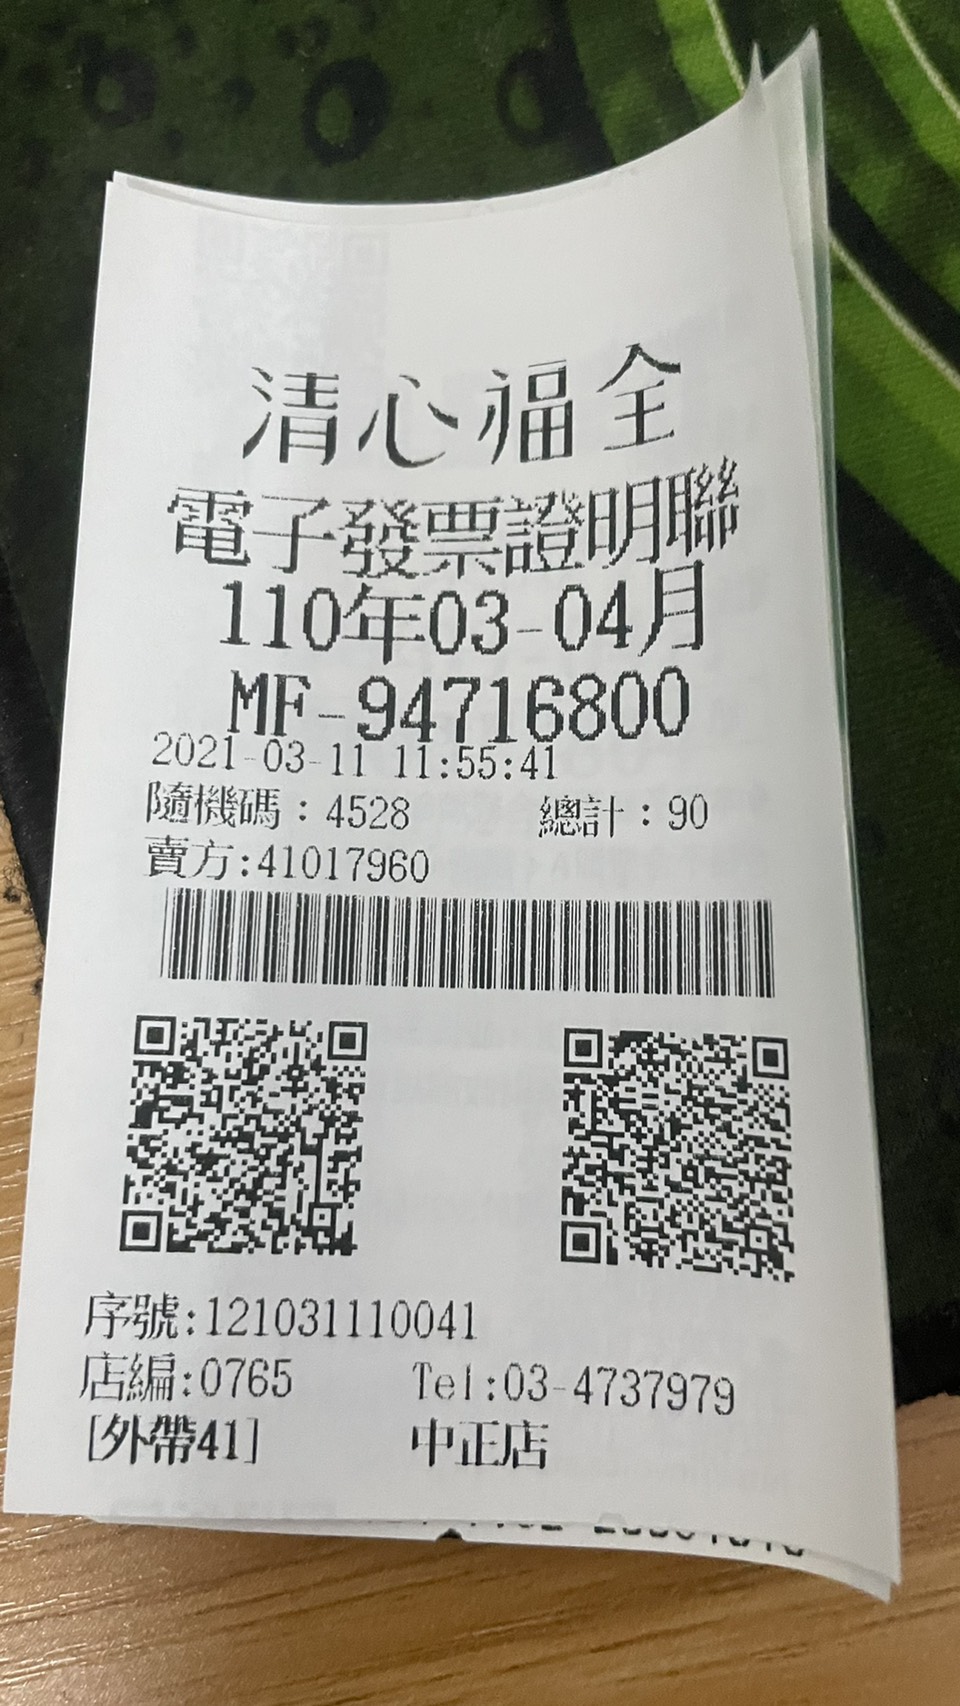 清心福全
電子發票證明聯
110年03-04月
MF-94716800
2021-03-11 11:55:41
隨機碼：4528 總計：90
賣方:41017960
序號:121031110041
店編:0765 Tel:03-4737979
[外帶41] 中正店